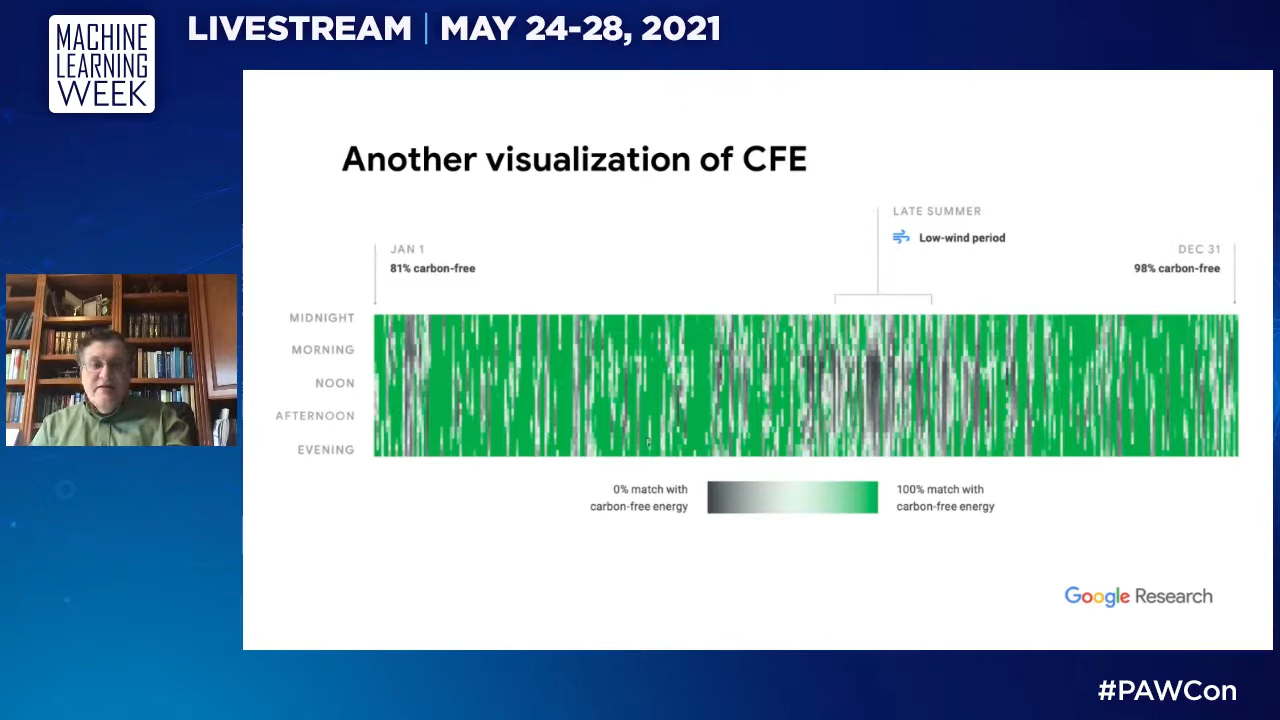 MACHINE
LEARNING
WEEK
LIVESTREAM | MAY 24-28, 2021
Another visualization of CFE
LATE SUMMER
Low-wind period
JAN 1
81% carbon-free
DEC 31
98% carbon-free
MIDNIGHT
MORNING
NOON
AFTERNOON
EVENING
0% match with
carbon-free energy
100% match with
carbon-free energy
Google Research
#PAWCon